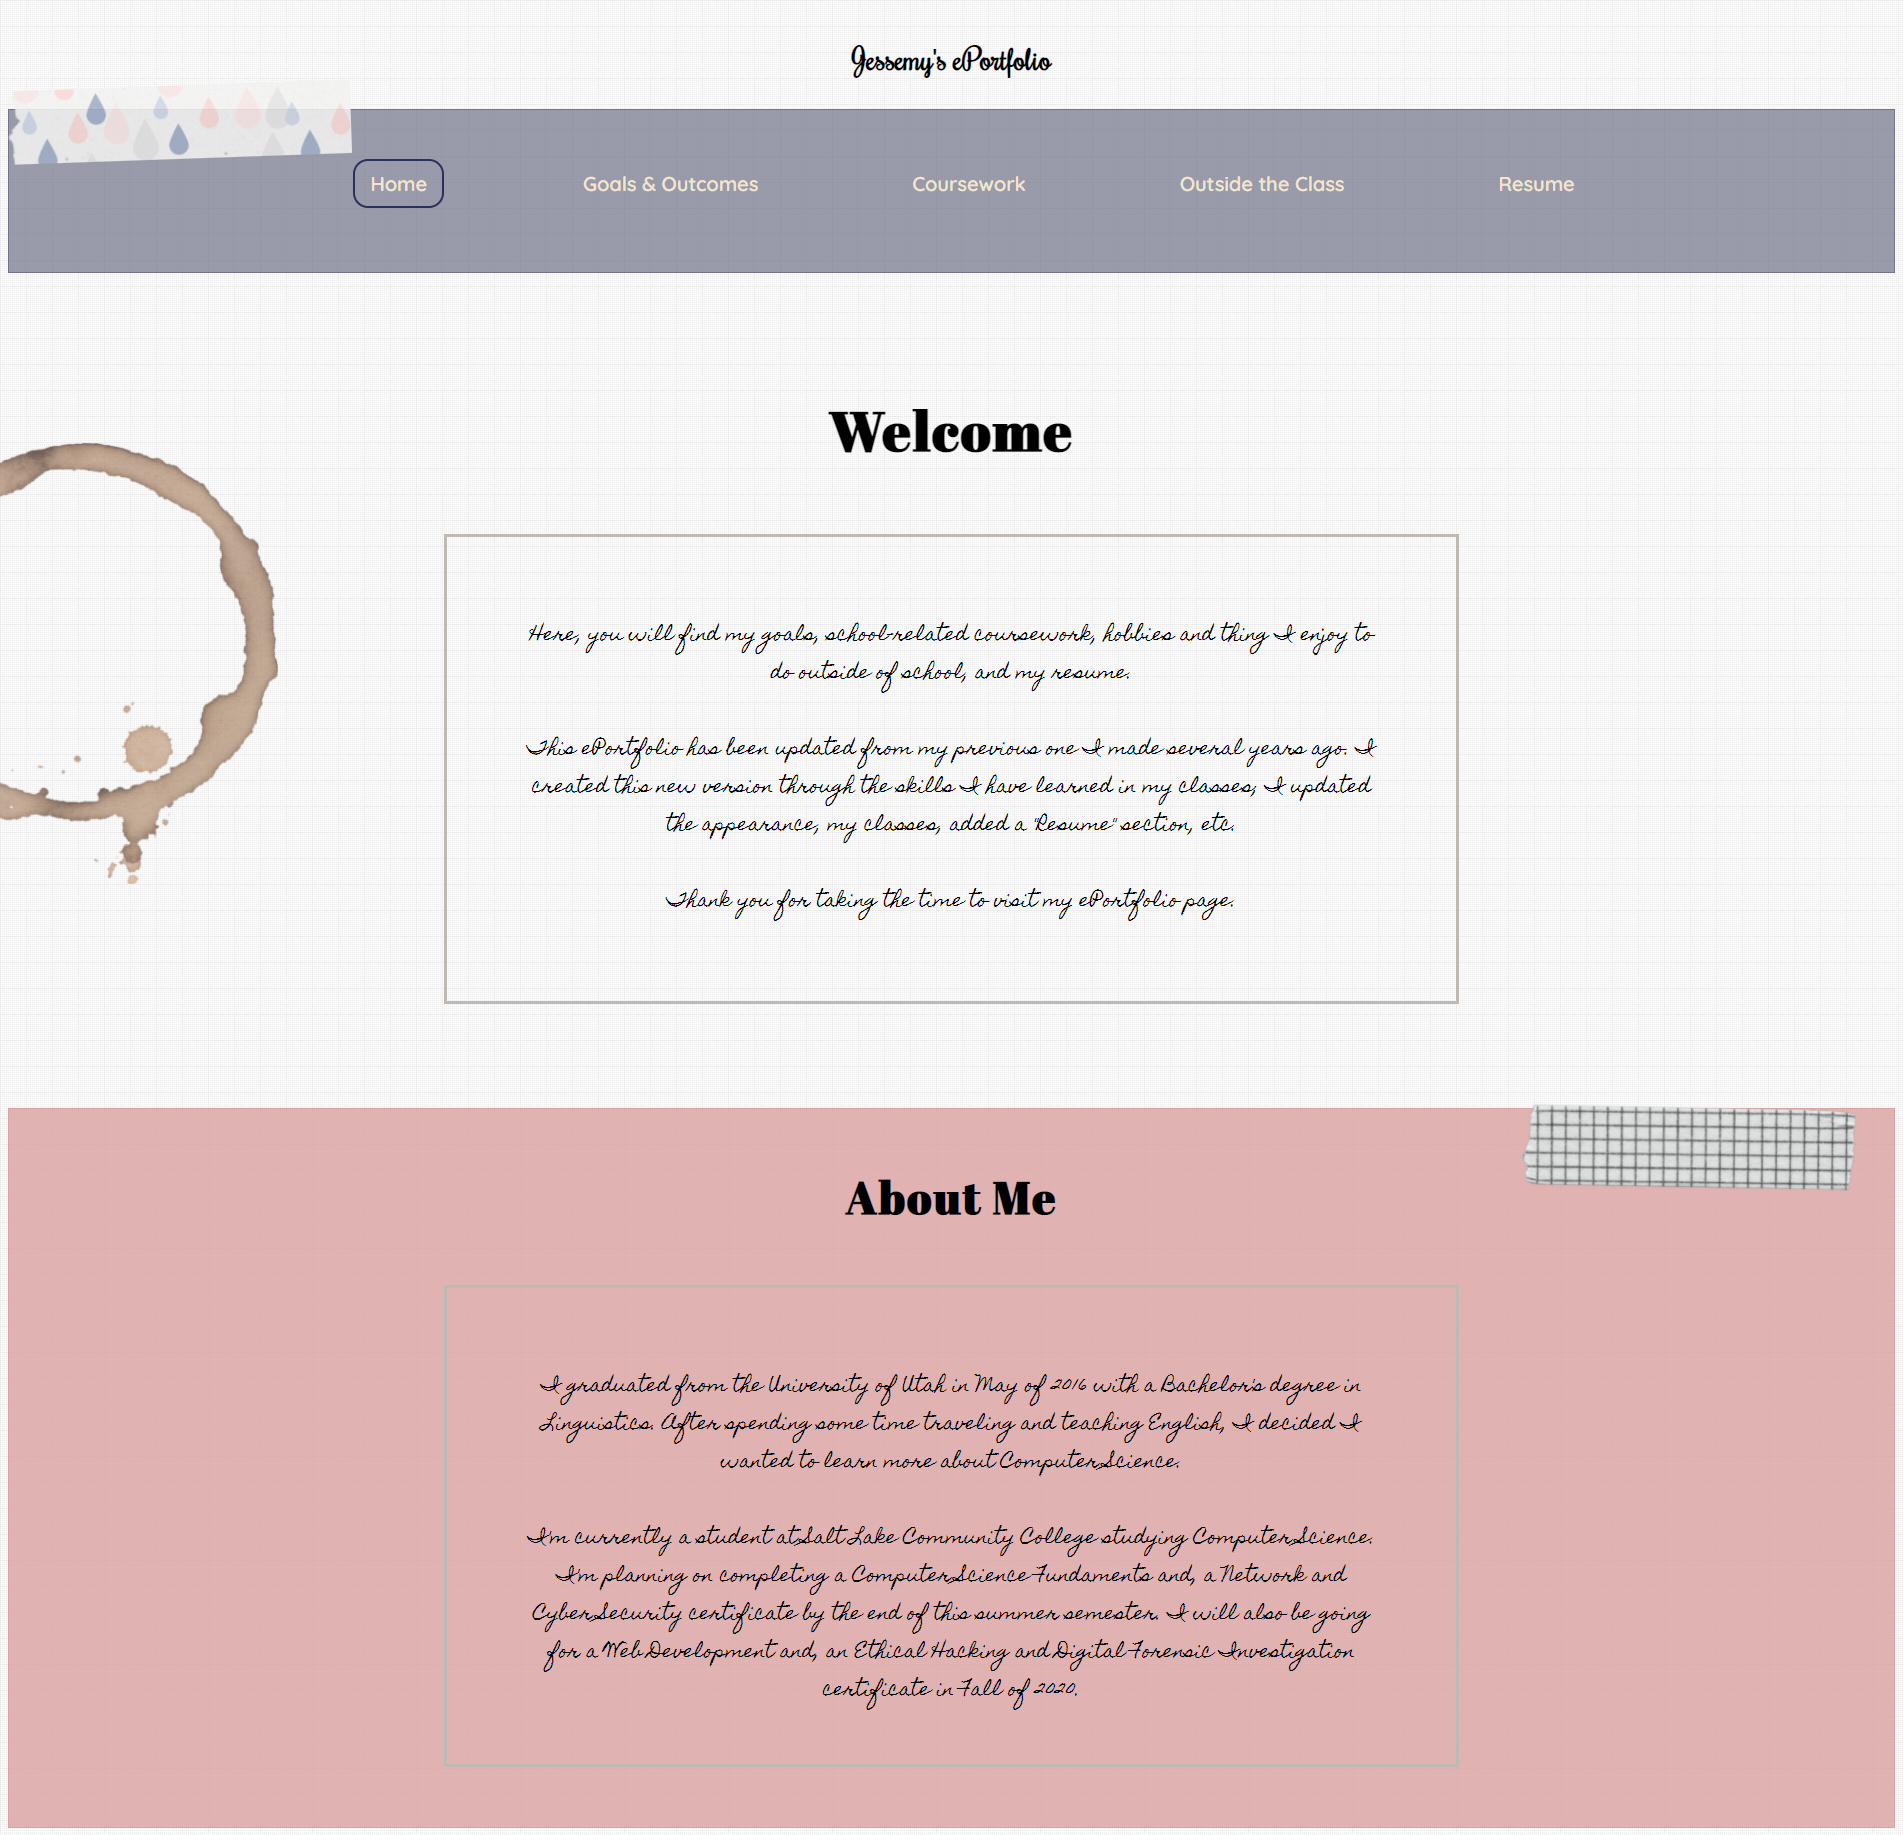 Jessemy's ePortfolio
Home
Goals & Outcomes
Coursework
Outside the Class
Resume
Welcome
Here, you will find my goals, school-related coursework, hobbies and thing I enjoy to
do outside of school, and my resume.
This ePortfolio has been updated from my previous one I made several years ago. I
created this new version through the skills I have learned in my classes; I updated
the appearance, my classes, added a "Resume" section, etc.
Thank you for taking the time to visit my ePortfolio page.
About Me
I graduated from the University of Utah in May of 2016 with a Bachelor's degree in
Linguistics. After spending some time traveling and teaching English, I decided I
wanted to learn more about Computer Science.
I'm currently a student at Salt Lake Community College studying Computer Science.
I'm planning on completing a Computer Science Fundaments and, a Network and
Cyber Security certificate by the end of this summer semester. I will also be going
for a Web Development and, an Ethical Hacking and Digital Forensic Investigation
certificate in Fall of 2020.